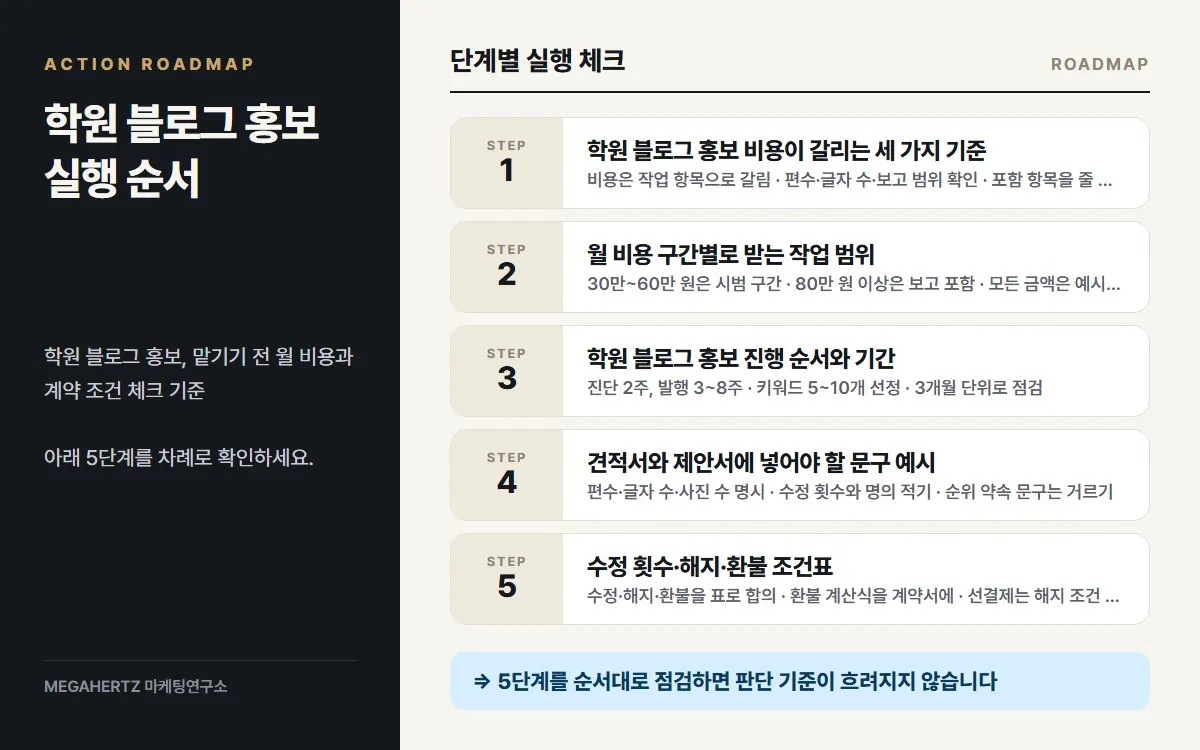 ACTION ROADMAP
학원 블로그 홍보
실행 순서
학원 블로그 홍보, 맡기기 전 월 비용과
계약 조건 체크 기준
아래 5단계를 차례로 확인하세요.
MEGAHERTZ 마케팅연구소
단계별 실행 체크
ROADMAP
STEP
1
학원 블로그 홍보 비용이 갈리는 세 가지 기준
비용은 작업 항목으로 갈림 · 편수·글자 수·보고 범위 확인 · 포함 항목을 줄 ...
STEP
2
월 비용 구간별로 받는 작업 범위
30만~60만 원은 시범 구간 · 80만 원 이상은 보고 포함 · 모든 금액은 예시...
STEP
3
학원 블로그 홍보 진행 순서와 기간
진단 2주, 발행 3~8주 · 키워드 5~10개 선정 · 3개월 단위로 점검
STEP
4
견적서와 제안서에 넣어야 할 문구 예시
편수·글자 수·사진 수 명시 · 수정 횟수와 명의 적기 · 순위 약속 문구는 거르기
STEP
5
수정 횟수·해지·환불 조건표
수정·해지·환불을 표로 합의 · 환불 계산식을 계약서에 · 선결제는 해지 조건 ...
→ 5단계를 순서대로 점검하면 판단 기준이 흐려지지 않습니다